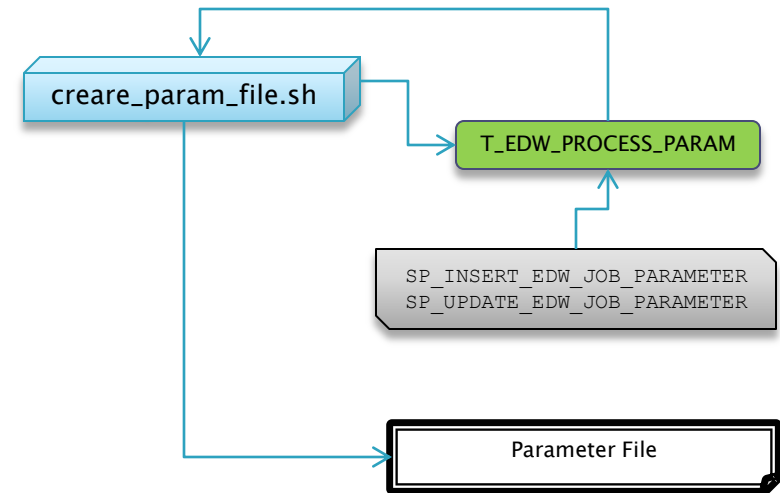 creare_param_file.sh
T_EDW_PROCESS_PARAM
SP_INSERT_EDW_JOB_PARAMETER
SP_UPDATE_EDW_JOB_PARAMETER
Parameter File